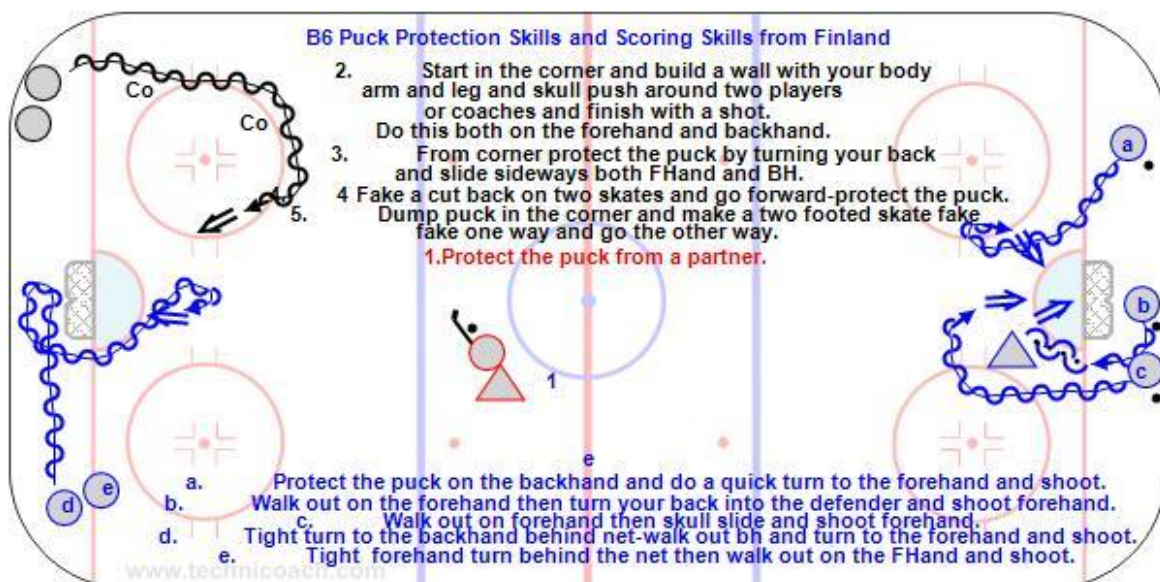 B6 Puck Protection Skills and Scoring Skills from Finland
2. Start in the corner and build a wall with your body
arm and leg and skull push around two players
or coaches and finish with a shot.
Do this both on the forehand and backhand.
3. From corner protect the puck by turning your back
and slide sideways both FHand and BH.
4 Fake a cut back on two skates and go forward-protect the puck.
5. Dump puck in the corner and make a two footed skate fake
fake one way and go the other way.
1.Protect the puck from a partner.
Co
Co
a
b
c
1
d
e
e
a. Protect the puck on the backhand and do a quick turn to the forehand and shoot.
b. Walk out on the forehand then turn your back into the defender and shoot forehand.
c. Walk out on forehand then skull slide and shoot forehand.
d. Tight turn to the backhand behind net-walk out bh and turn to the forehand and shoot.
e. Tight forehand turn behind the net then walk out on the FHand and shoot.
www.technicoach.com